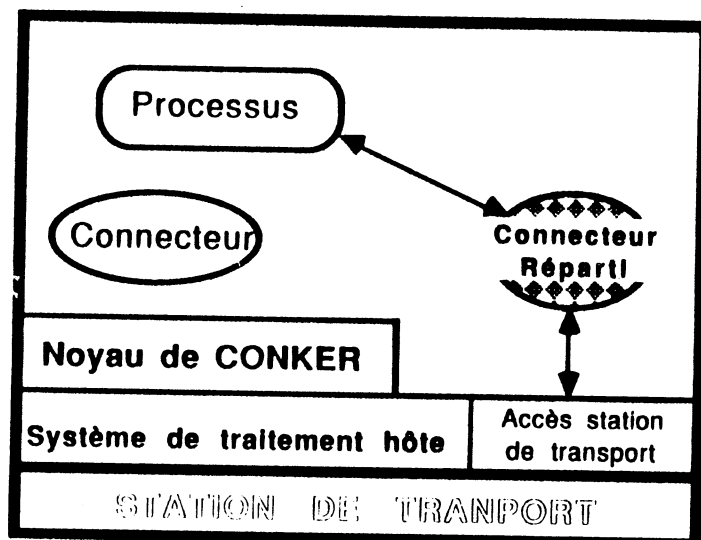 Processus
Connecteur
Connecteur
Réparti
Noyau de CONKER
Système de traitement hôte
Accès station
de transport
STATION DE TRANPORT